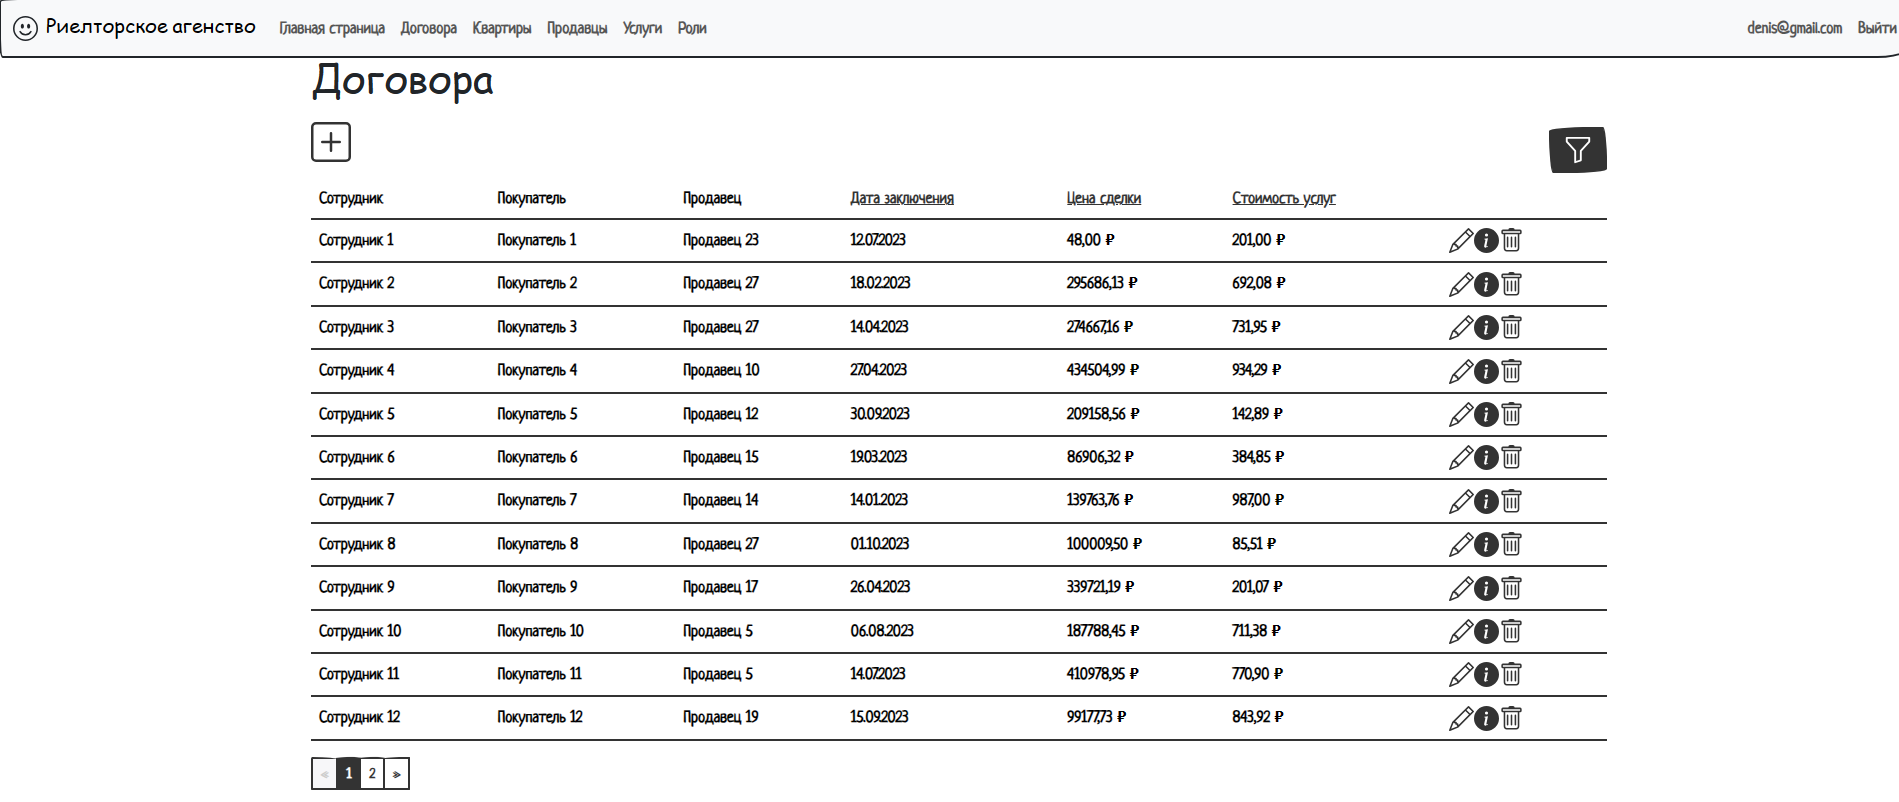 Риелторское агенство Главная страница Договора Квартиры Продавцы Услуги Роли denis@gmail.com Выйти
Договора
Сотрудник Покупатель Продавец Дата заключения Цена сделки Стоимость услуг
Сотрудник 1 Покупатель 1 Продавец 23 12.07.2023 48,00 ₽ 201,00 ₽
Сотрудник 2 Покупатель 2 Продавец 27 18.02.2023 295686,13 ₽ 692,08 ₽
Сотрудник 3 Покупатель 3 Продавец 27 14.04.2023 274667,16 ₽ 731,95 ₽
Сотрудник 4 Покупатель 4 Продавец 10 27.04.2023 434504,99 ₽ 934,29 ₽
Сотрудник 5 Покупатель 5 Продавец 12 30.09.2023 209158,56 ₽ 142,89 ₽
Сотрудник 6 Покупатель 6 Продавец 15 19.03.2023 86906,32 ₽ 384,85 ₽
Сотрудник 7 Покупатель 7 Продавец 14 14.01.2023 139763,76 ₽ 987,00 ₽
Сотрудник 8 Покупатель 8 Продавец 27 01.10.2023 100009,50 ₽ 85,51 ₽
Сотрудник 9 Покупатель 9 Продавец 17 26.04.2023 339721,19 ₽ 201,07 ₽
Сотрудник 10 Покупатель 10 Продавец 5 06.08.2023 187788,45 ₽ 711,38 ₽
Сотрудник 11 Покупатель 11 Продавец 5 14.07.2023 410978,95 ₽ 770,90 ₽
Сотрудник 12 Покупатель 12 Продавец 19 15.09.2023 99177,73 ₽ 843,92 ₽
« 1 2 »